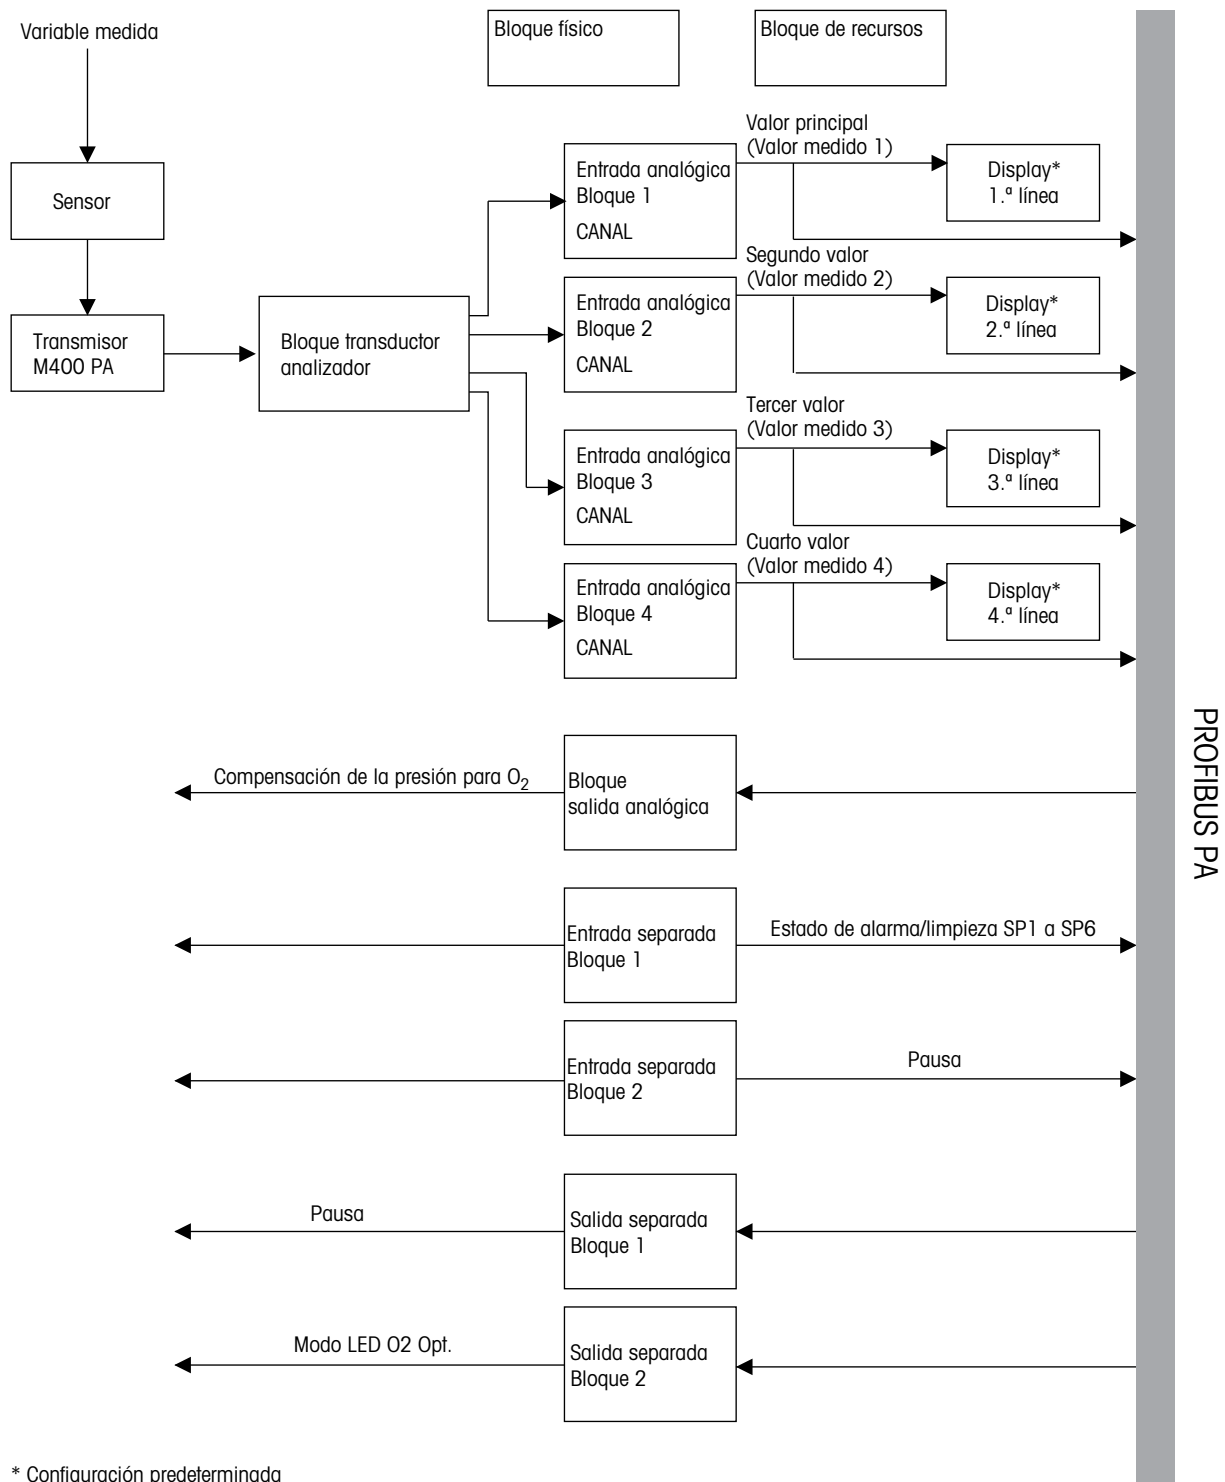 Variable medida
Bloque físico
Bloque de recursos
Sensor
Transmisor
M400 PA
Bloque transductor
analizador
Entrada analógica
Bloque 1
CANAL
Valor principal
(Valor medido 1)
Display*
1.ª línea
Entrada analógica
Bloque 2
CANAL
Segundo valor
(Valor medido 2)
Display*
2.ª línea
Entrada analógica
Bloque 3
CANAL
Tercer valor
(Valor medido 3)
Display*
3.ª línea
Entrada analógica
Bloque 4
CANAL
Cuarto valor
(Valor medido 4)
Display*
4.ª línea
PROFIBUS PA
Compensación de la presión para O₂
Bloque
salida analógica
Entrada separada
Bloque 1
Estado de alarma/limpieza SP1 a SP6
Entrada separada
Bloque 2
Pausa
Pausa
Salida separada
Bloque 1
Modo LED O2 Opt.
Salida separada
Bloque 2
* Configuración predeterminada